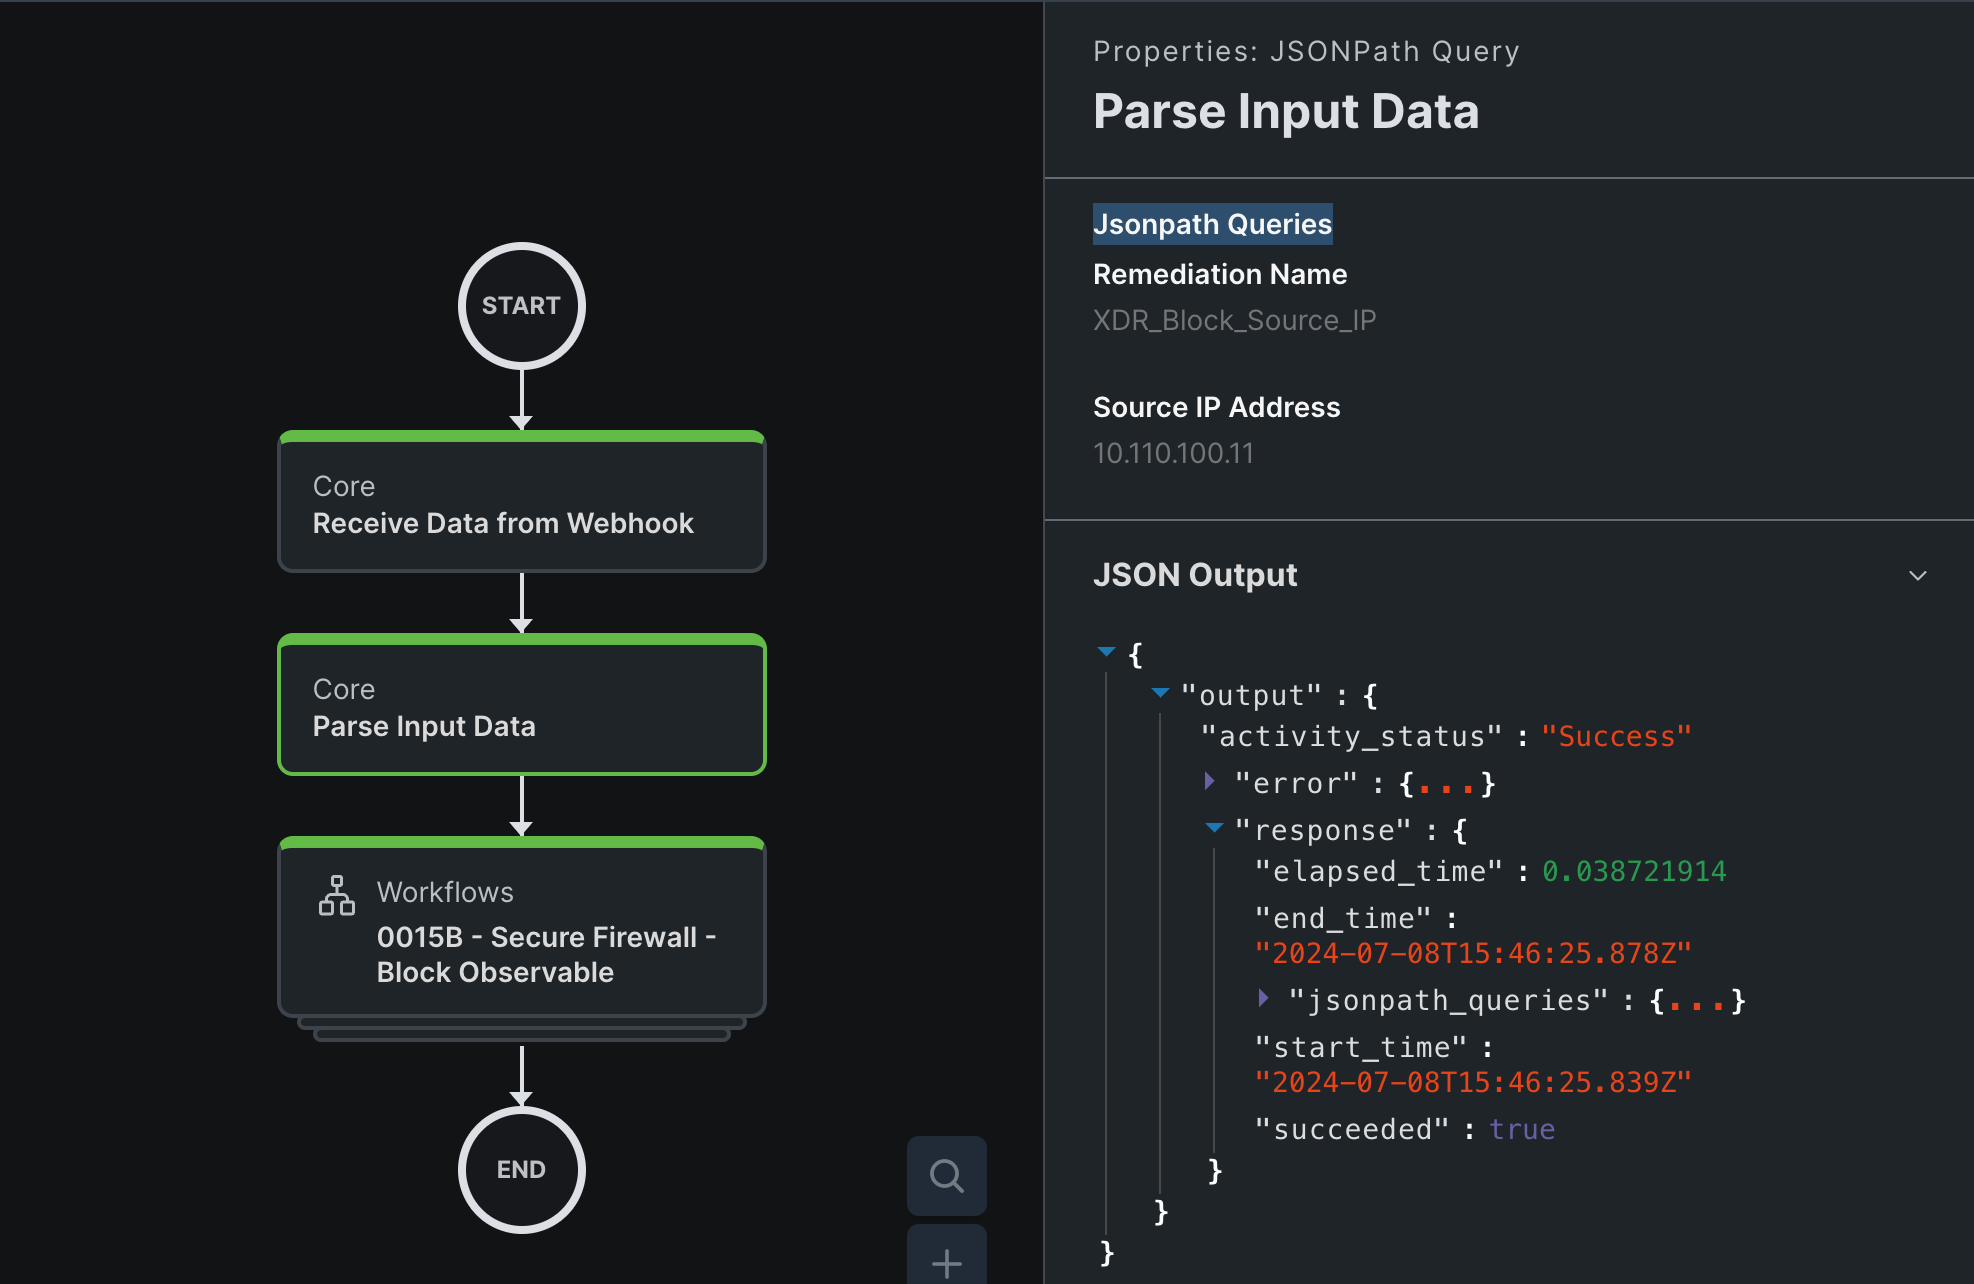 START
Core
Receive Data from Webhook
Core
Parse Input Data
Workflows
0015B - Secure Firewall -
Block Observable
END
Properties: JSONPath Query
Parse Input Data
Jsonpath Queries
Remediation Name
XDR_Block_Source_IP
Source IP Address
10.110.100.11
JSON Output
{
"output" : {
"activity_status" : "Success"
"error" : {...}
"response" : {
"elapsed_time" : 0.038721914
"end_time" :
"2024-07-08T15:46:25.878Z"
"jsonpath_queries" : {...}
"start_time" :
"2024-07-08T15:46:25.839Z"
"succeeded" : true
}
}
}